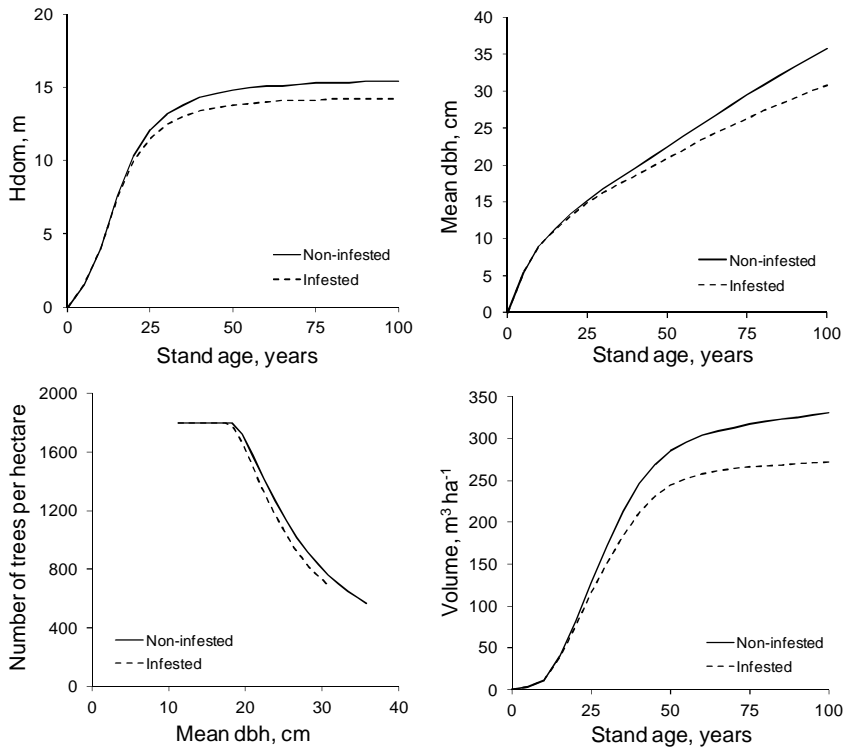 20
15
10
5
0
Hdom, m
Non-infested
Infested
0 25 50 75 100
Stand age, years
40
35
30
25
20
15
10
5
0
Mean dbh, cm
Non-infested
Infested
0 25 50 75 100
Stand age, years
2000
1600
1200
800
400
0
Number of trees per hectare
Non-infested
Infested
0 10 20 30 40
Mean dbh, cm
350
300
250
200
150
100
50
0
Volume, m³ ha⁻¹
Non-infested
Infested
0 25 50 75 100
Stand age, years